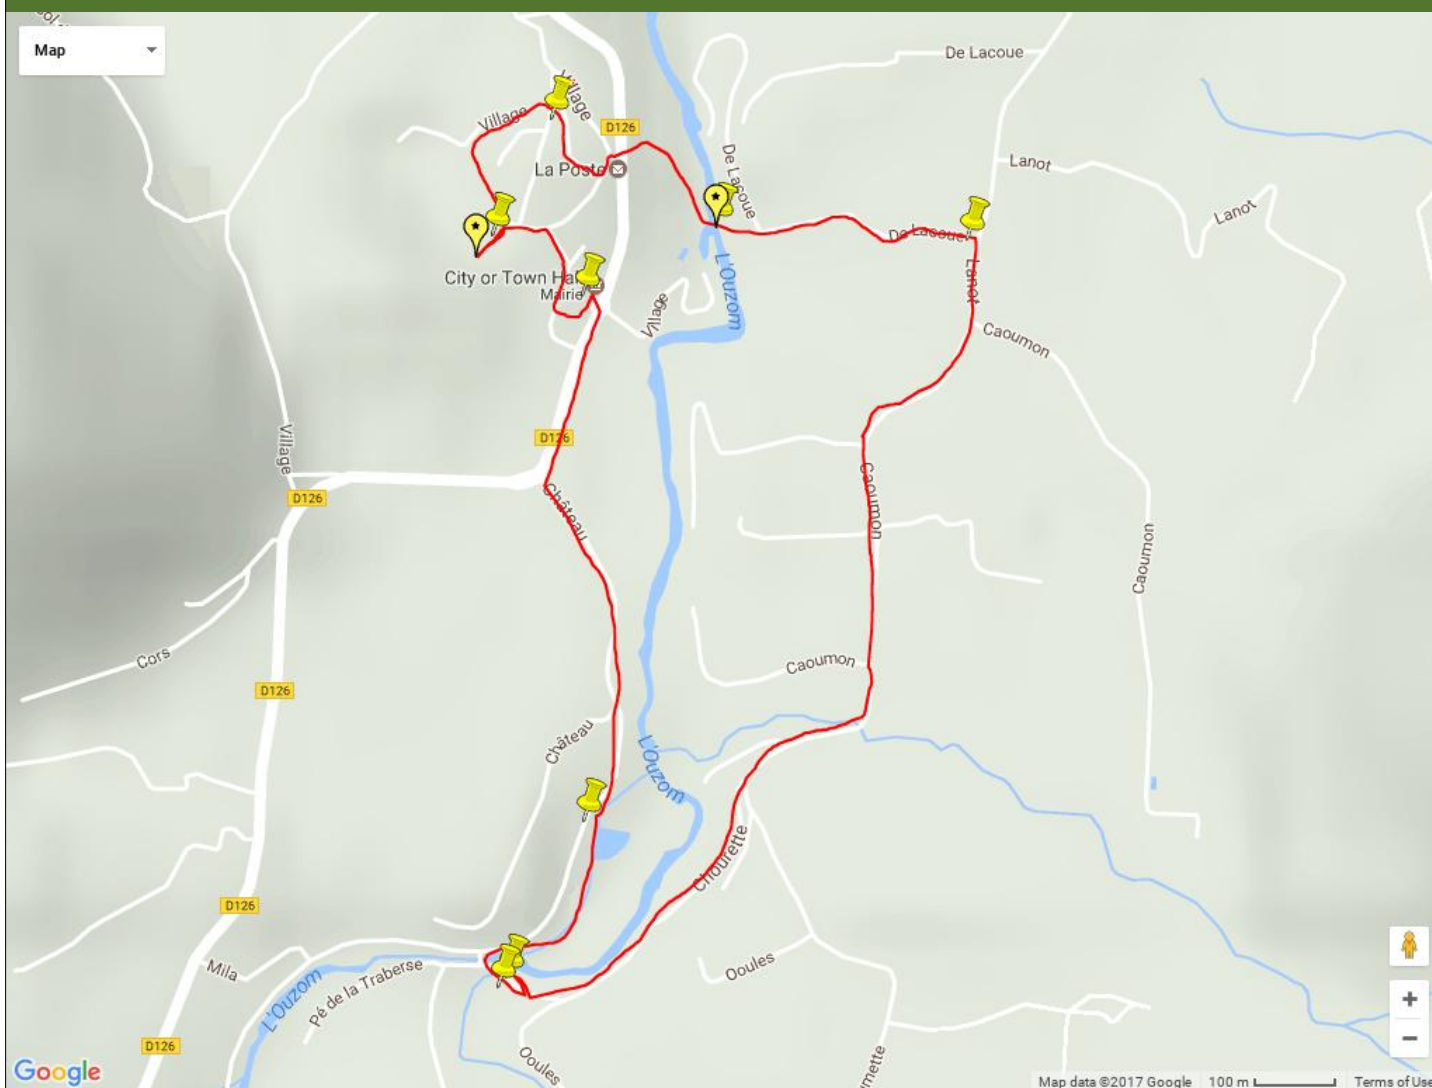 Map
De Lacoue
Village
Village
D126
La Poste
De Lacoue
Lanot
Lanot
De Lacoue
City or Town Hall
Mairie
L'Ouzom
Lanot
Village
Caoumon
Village
D126
D126
Château
Caoumon
Caoumon
Cors
Caoumon
D126
Château
L'Ouzom
Chourette
D126
Mila
Pé de la Traberse
L'Ouzom
Ooules
D126
Ooules
+
−
Google
Map data ©2017 Google
100 m
Terms of Use